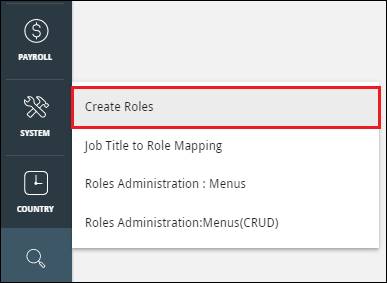 PAYROLL
SYSTEM
COUNTRY
Create Roles
Job Title to Role Mapping
Roles Administration : Menus
Roles Administration:Menus(CRUD)